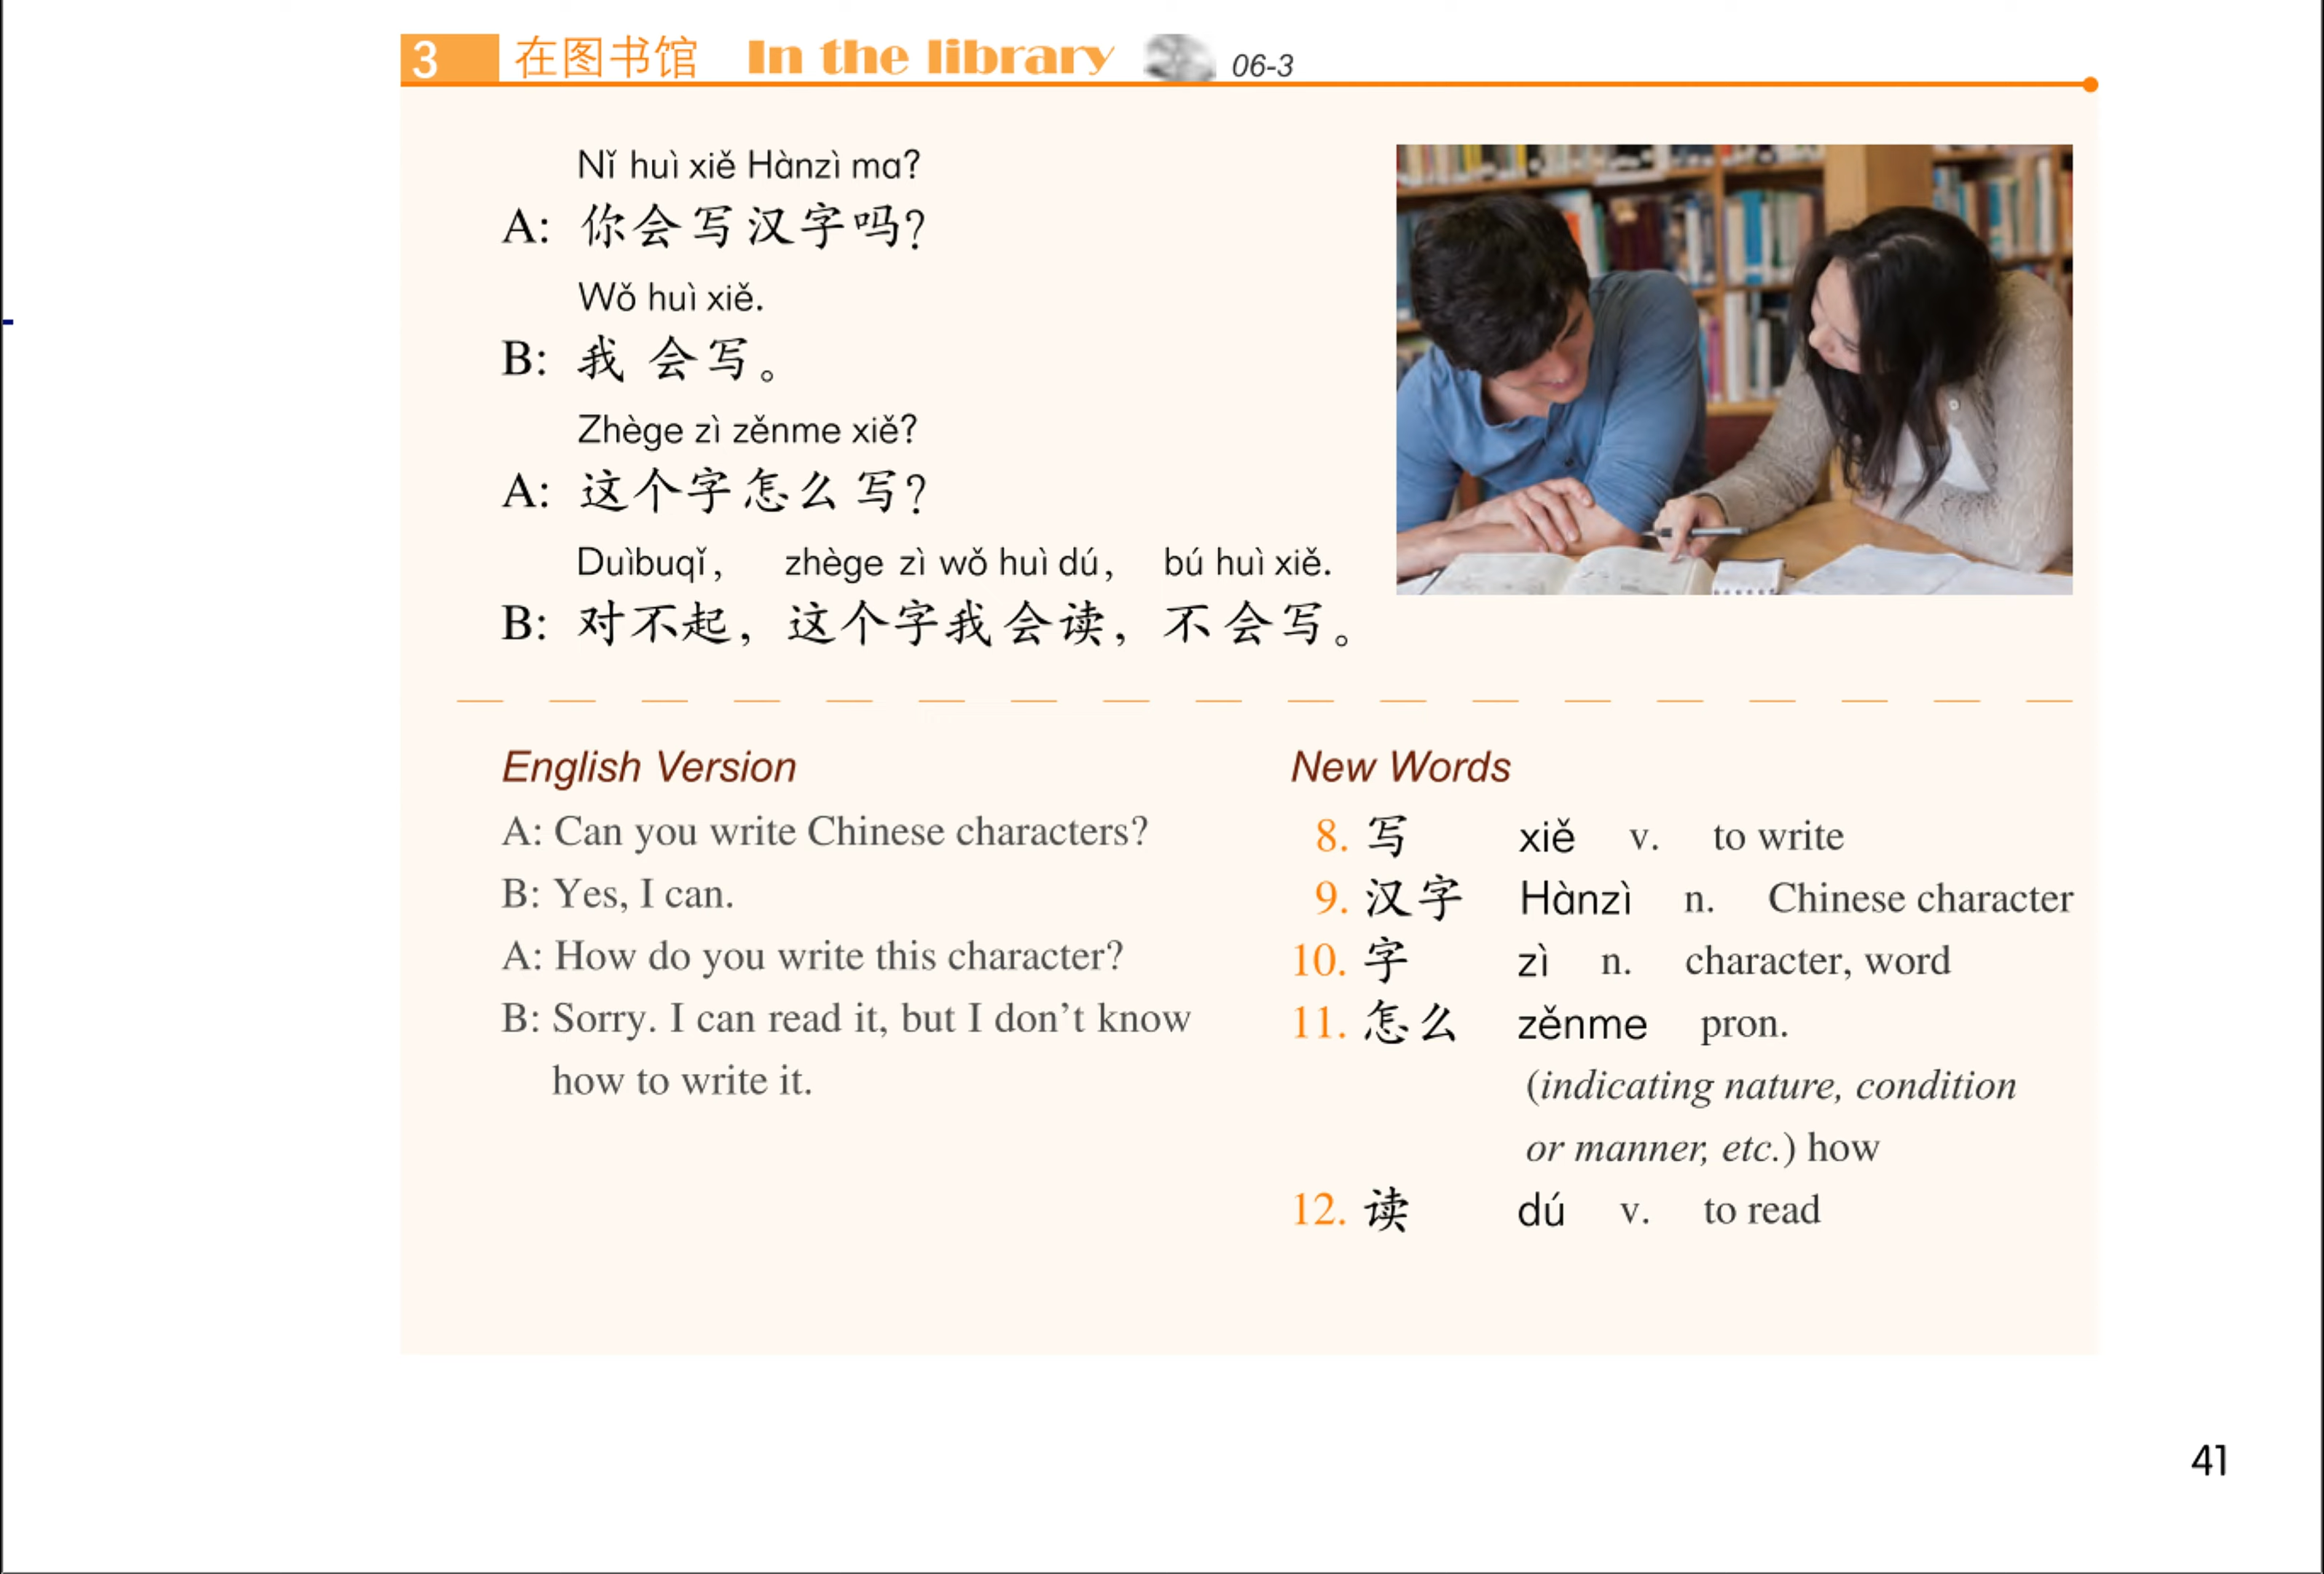 3 在图书馆 In the library 06-3
Nǐ huì xiě Hànzì ma?
A: 你会写汉字吗?
Wǒ huì xiě.
B: 我会写。
Zhège zì zěnme xiě?
A: 这个字怎么写?
Duìbuqǐ, zhège zì wǒ huì dú, bú huì xiě.
B: 对不起, 这个字我会读, 不会写。
English Version
A: Can you write Chinese characters?
B: Yes, I can.
A: How do you write this character?
B: Sorry. I can read it, but I don't know
how to write it.
New Words
8. 写 xiě v. to write
9. 汉字 Hànzì n. Chinese character
10. 字 zì n. character, word
11. 怎么 zěnme pron.
(indicating nature, condition
or manner, etc.) how
12. 读 dú v. to read
41